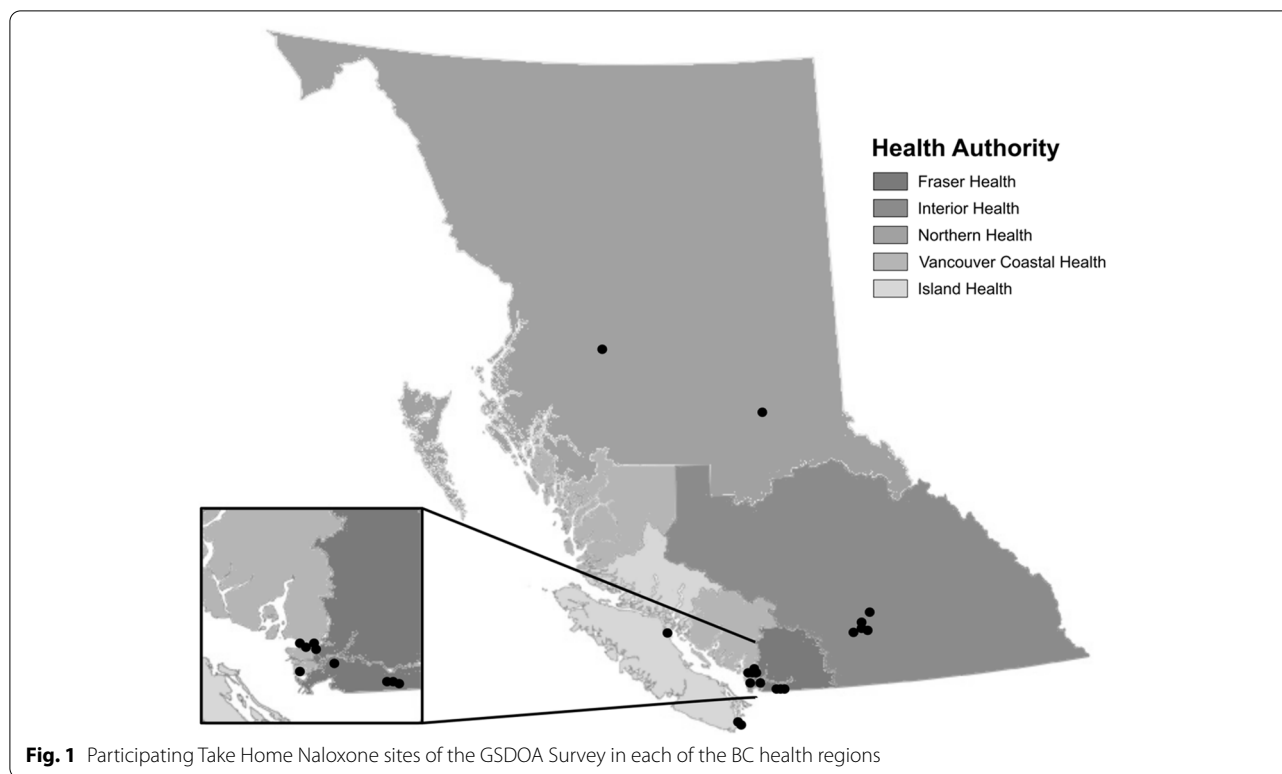 Health Authority
Fraser Health
Interior Health
Northern Health
Vancouver Coastal Health
Island Health
Fig. 1 Participating Take Home Naloxone sites of the GSDOA Survey in each of the BC health regions